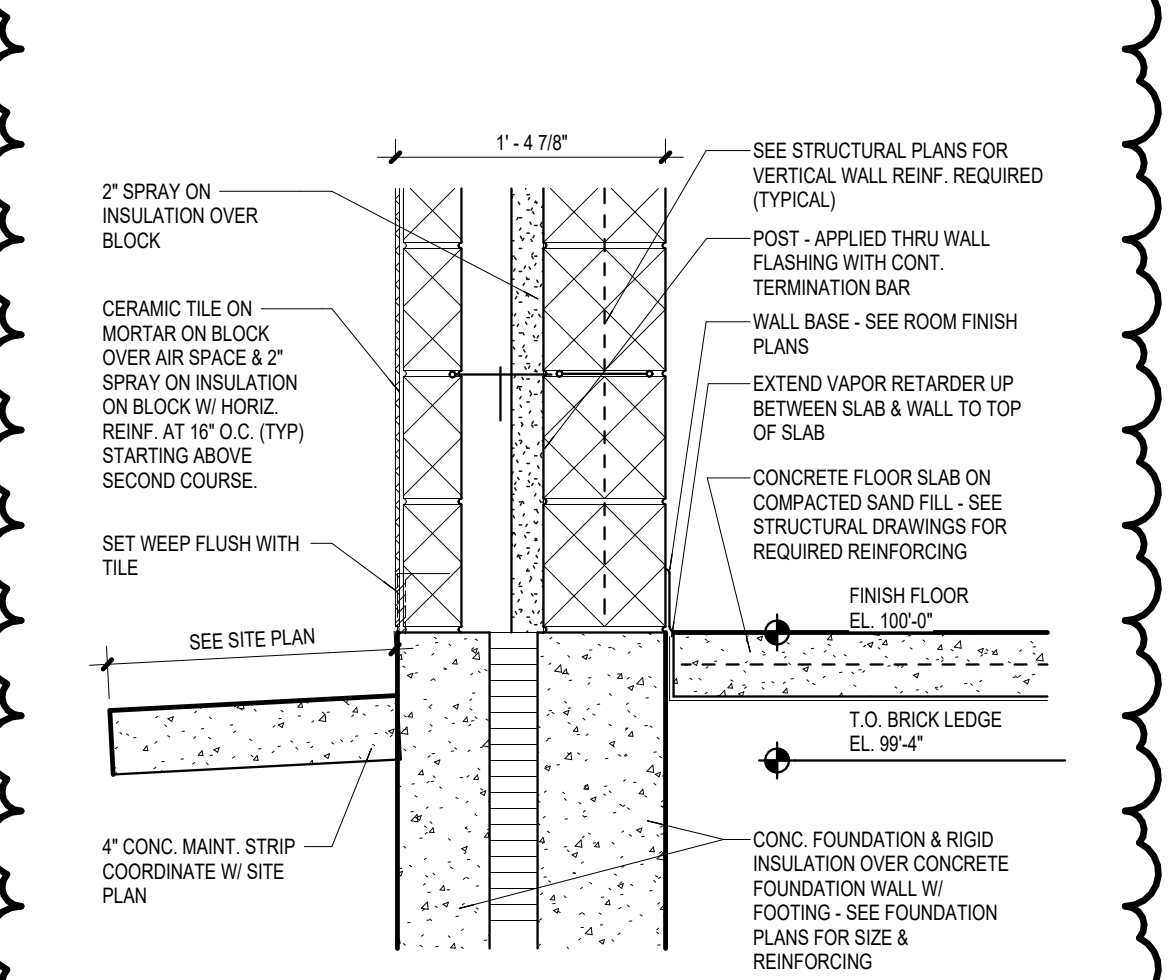 1' - 4 7/8"
2" SPRAY ON
INSULATION OVER
BLOCK
CERAMIC TILE ON
MORTAR ON BLOCK
OVER AIR SPACE & 2"
SPRAY ON INSULATION
ON BLOCK W/ HORIZ.
REINF. AT 16" O.C. (TYP)
STARTING ABOVE
SECOND COURSE.
SET WEEP FLUSH WITH
TILE
SEE SITE PLAN
4" CONC. MAINT. STRIP
COORDINATE W/ SITE
PLAN
SEE STRUCTURAL PLANS FOR
VERTICAL WALL REINF. REQUIRED
(TYPICAL)
POST - APPLIED THRU WALL
FLASHING WITH CONT.
TERMINATION BAR
WALL BASE - SEE ROOM FINISH
PLANS
EXTEND VAPOR RETARDER UP
BETWEEN SLAB & WALL TO TOP
OF SLAB
CONCRETE FLOOR SLAB ON
COMPACTED SAND FILL - SEE
STRUCTURAL DRAWINGS FOR
REQUIRED REINFORCING
FINISH FLOOR
EL. 100'-0"
T.O. BRICK LEDGE
EL. 99'-4"
CONC. FOUNDATION & RIGID
INSULATION OVER CONCRETE
FOUNDATION WALL W/
FOOTING - SEE FOUNDATION
PLANS FOR SIZE &
REINFORCING